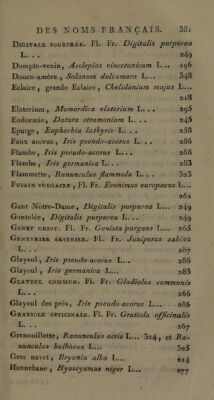 DES NOMS FRANÇAIS. 381
DIGITALE POURPRÉE. Fl. Fr. Digitalis purpurea
L. . . 249
Dompte-venin, Asclepias vincetoxicum L... 196
Douce-amère, Solanum dulcamara L... 348
Eclaire, grande Eclaire, Chelidonium majus L...
218
Elaterium, Momordica elaterium L... 296
Endormie, Datura stramonium L. . . 245
Epurge, Euphorbia lathyris L... 258
Faux acorus, Iris pseudo-acorus L. . . 286
Flambe, Iris pseudo-acorus L... 286
Flambe, Iris germanica L... 283
Flammette, Ranunculus flammula L... 323
FUSAIN VULGAIRE, Fl. Fr. Evonimus europaeus L...
262
Gant Notre-Dame, Digitalis purpurea L... 249
Gantelée, Digitalis purpurea L... 249
GENET GRIOT. Fl. Fr. Genista purgans L... 265
GENEVRIER SAVINIER. Fl. Fr. Juniperus sabina
L. . . 287
Glayeul, Iris pseudo-acorus L.. 286
Glayeul, Iris germanica L... 283
GLAYEUL COMMUN. Fl. Fr. Gladiolus communis
L. . . 266
Glayeul des prés, Iris pseudo-acorus L... 286
GRATIOLE OFFICINALE. Fl. Fr. Gratiola officinalis
L. . . 267
Grenouillette, Ranunculus acris L... 324, et Ra-
nunculus bulbosus L... 325
Gros navet, Bryonia alba L... 214
Hannebane, Hyoscyamus niger L... 277